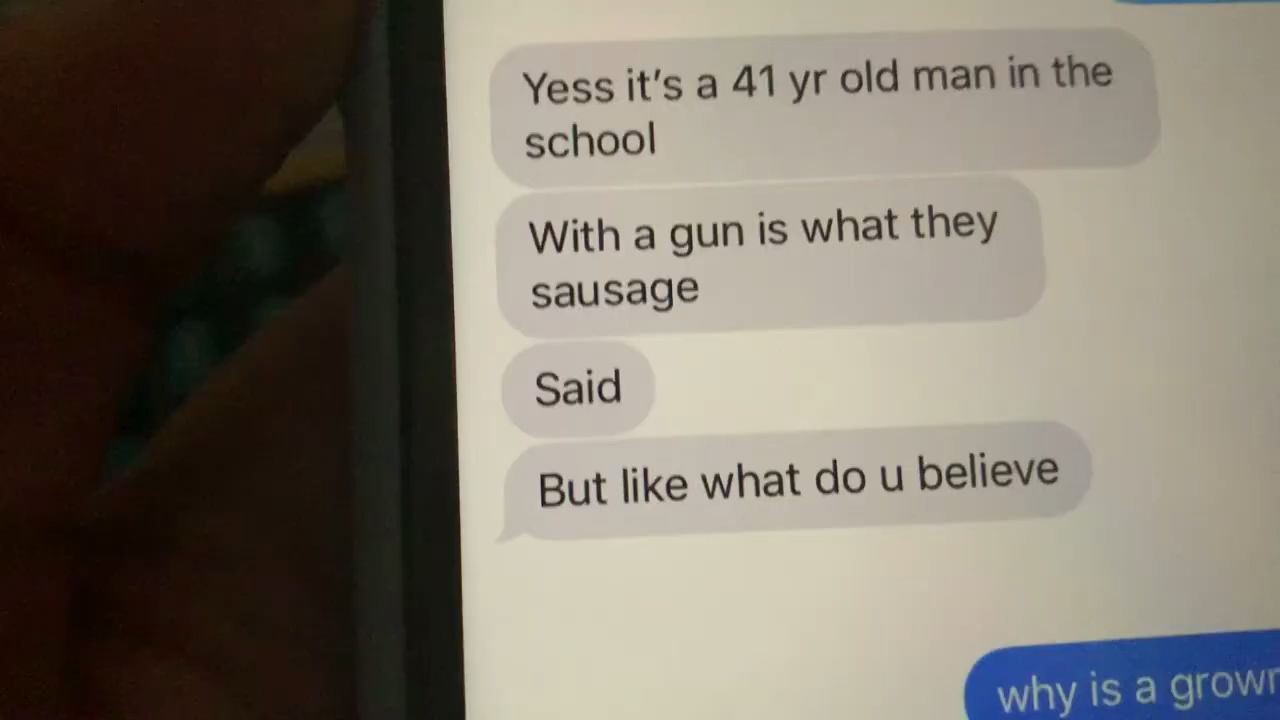 Yess it's a 41 yr old man in the
school
With a gun is what they
sausage
Said
But like what do u believe
why is a grown